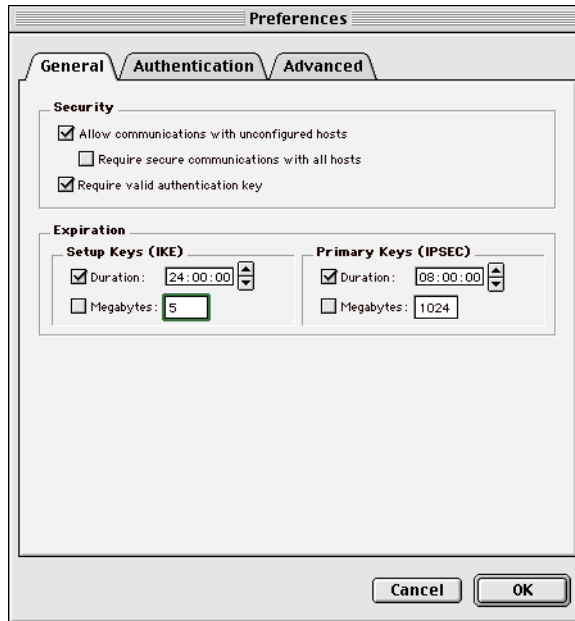 Preferences
General Authentication Advanced
Security
Allow communications with unconfigured hosts
Require secure communications with all hosts
Require valid authentication key
Expiration
Setup Keys (IKE)
Duration: 24:00:00
Megabytes: 5
Primary Keys (IPSEC)
Duration: 08:00:00
Megabytes: 1024
Cancel OK